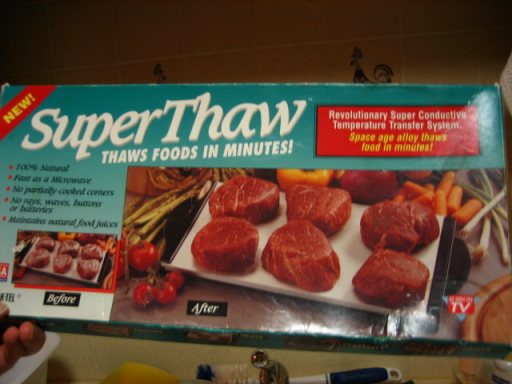 NEW!
SuperThaw
THAWS FOODS IN MINUTES!
Revolutionary Super Conductive
Temperature Transfer System.
Space age alloy thaws
food in minutes!
• 100% Natural
• Fast as a Microwave
• No partially cooked corners
• No rays, waves, buttons
or batteries
• Maintains natural food juices
Before
After
TV